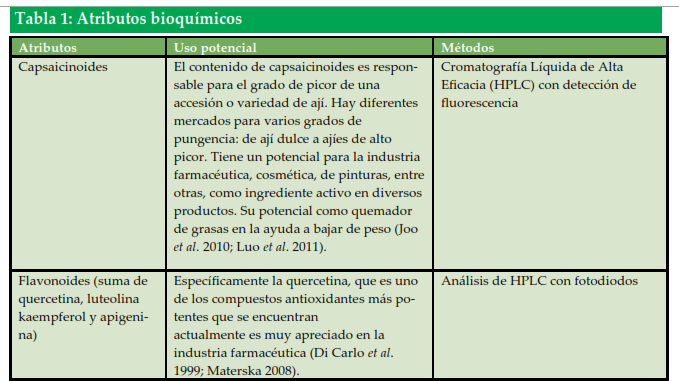 Tabla 1: Atributos bioquímicos
Atributos
Uso potencial
Métodos
Capsaicinoides
El contenido de capsaicinoides es respon-
sable para el grado de picor de una
accesión o variedad de ají. Hay diferentes
mercados para varios grados de
pungencia: de ají dulce a ajíes de alto
picor. Tiene un potencial para la industria
farmacéutica, cosmética, de pinturas, entre
otras, como ingrediente activo en diversos
productos. Su potencial como quemador
de grasas en la ayuda a bajar de peso (Joo
et al. 2010; Luo et al. 2011).
Cromatografía Líquida de Alta
Eficacia (HPLC) con detección de
fluorescencia
Flavonoides (suma de
quercetina, luteolina
kaempferol y apigeni-
na)
Específicamente la quercetina, que es uno
de los compuestos antioxidantes más po-
tentes que se encuentran
actualmente es muy apreciado en la
industria farmacéutica (Di Carlo et al.
1999; Materska 2008).
Análisis de HPLC con fotodiodos